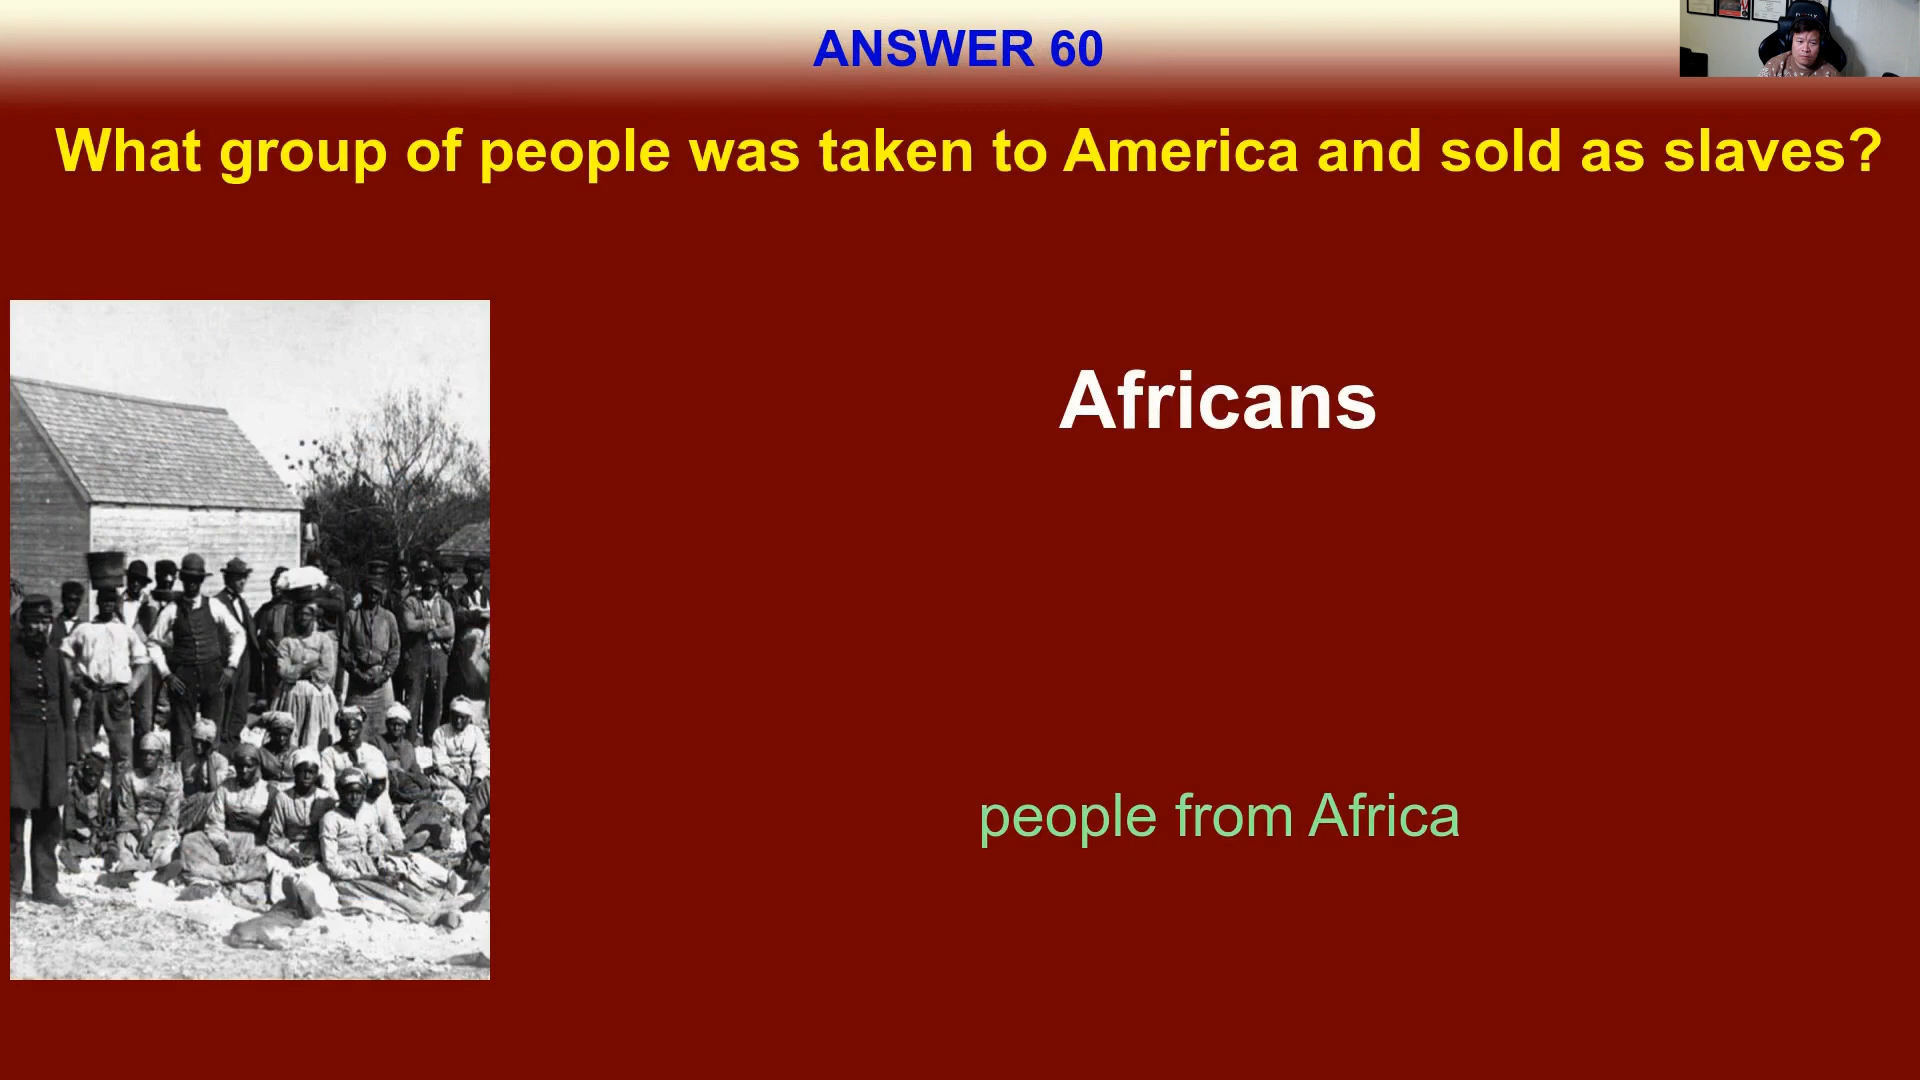 ANSWER 60
What group of people was taken to America and sold as slaves?
Africans
people from Africa